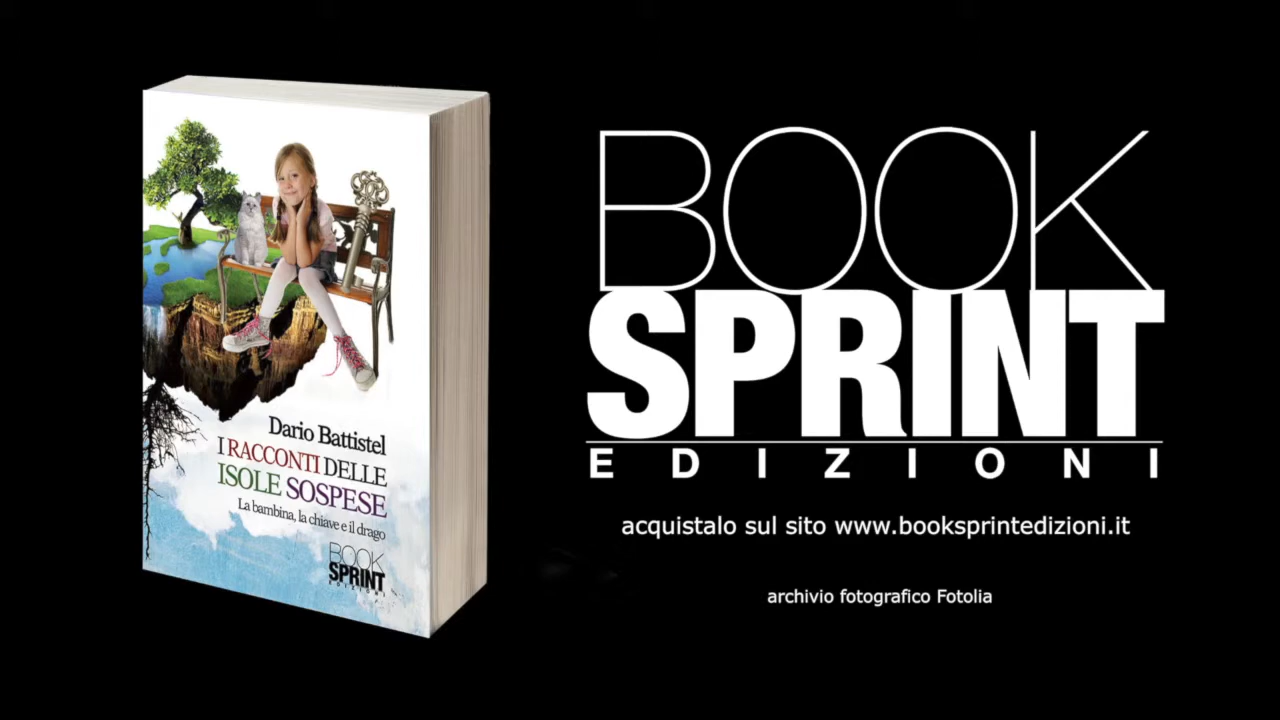 Dario Battistel
I RACCONTI DELLE
ISOLE SOSPESE
La bambina, la chiave e il drago
BOOK
SPRINT
EDIZIONI
BOOK
SPRINT
EDIZIONI
acquistalo sul sito www.booksprintedizioni.it
archivio fotografico Fotolia